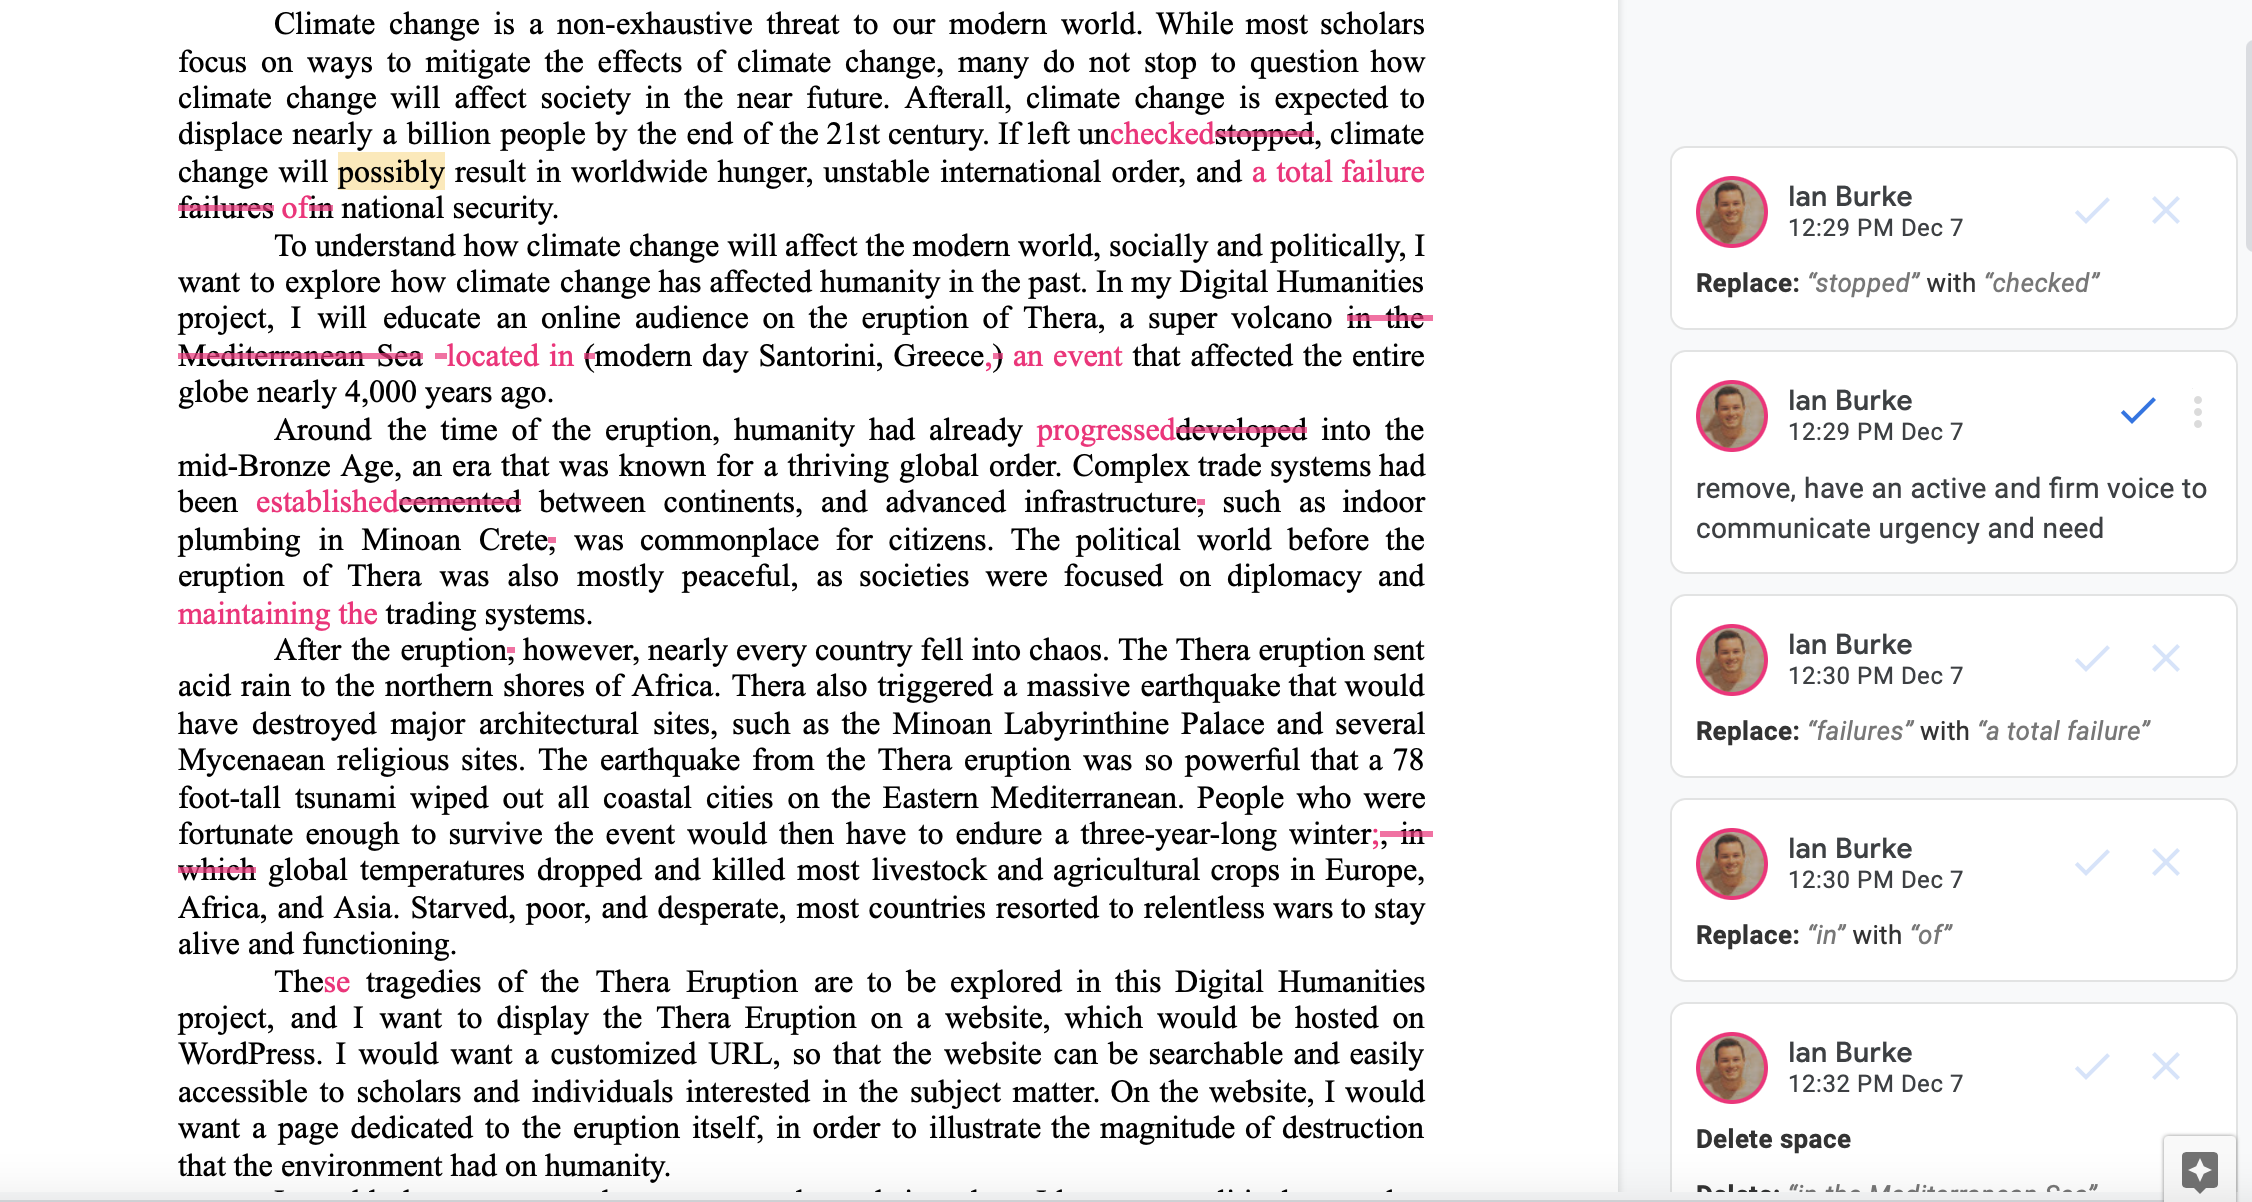 Climate change is a non-exhaustive threat to our modern world. While most scholars
focus on ways to mitigate the effects of climate change, many do not stop to question how
climate change will affect society in the near future. Afterall, climate change is expected to
displace nearly a billion people by the end of the 21st century. If left uncheckedstopped, climate
change will possibly result in worldwide hunger, unstable international order, and a total failure
failures ofin national security.
To understand how climate change will affect the modern world, socially and politically, I
want to explore how climate change has affected humanity in the past. In my Digital Humanities
project, I will educate an online audience on the eruption of Thera, a super volcano in the
Mediterranean Sea -located in (modern day Santorini, Greece,) an event that affected the entire
globe nearly 4,000 years ago.
Around the time of the eruption, humanity had already progresseddeveloped into the
mid-Bronze Age, an era that was known for a thriving global order. Complex trade systems had
been establishedcemented between continents, and advanced infrastructure, such as indoor
plumbing in Minoan Crete, was commonplace for citizens. The political world before the
eruption of Thera was also mostly peaceful, as societies were focused on diplomacy and
maintaining the trading systems.
After the eruption, however, nearly every country fell into chaos. The Thera eruption sent
acid rain to the northern shores of Africa. Thera also triggered a massive earthquake that would
have destroyed major architectural sites, such as the Minoan Labyrinthine Palace and several
Mycenaean religious sites. The earthquake from the Thera eruption was so powerful that a 78
foot-tall tsunami wiped out all coastal cities on the Eastern Mediterranean. People who were
fortunate enough to survive the event would then have to endure a three-year-long winter;, in
which global temperatures dropped and killed most livestock and agricultural crops in Europe,
Africa, and Asia. Starved, poor, and desperate, most countries resorted to relentless wars to stay
alive and functioning.
These tragedies of the Thera Eruption are to be explored in this Digital Humanities
project, and I want to display the Thera Eruption on a website, which would be hosted on
WordPress. I would want a customized URL, so that the website can be searchable and easily
accessible to scholars and individuals interested in the subject matter. On the website, I would
want a page dedicated to the eruption itself, in order to illustrate the magnitude of destruction
that the environment had on humanity.
Ian Burke
12:29 PM Dec 7
Replace: “stopped” with “checked”
Ian Burke
12:29 PM Dec 7
remove, have an active and firm voice to
communicate urgency and need
Ian Burke
12:30 PM Dec 7
Replace: “failures” with “a total failure”
Ian Burke
12:30 PM Dec 7
Replace: “in” with “of”
Ian Burke
12:32 PM Dec 7
Delete space
Delete: “in the Mediterranean Sea”